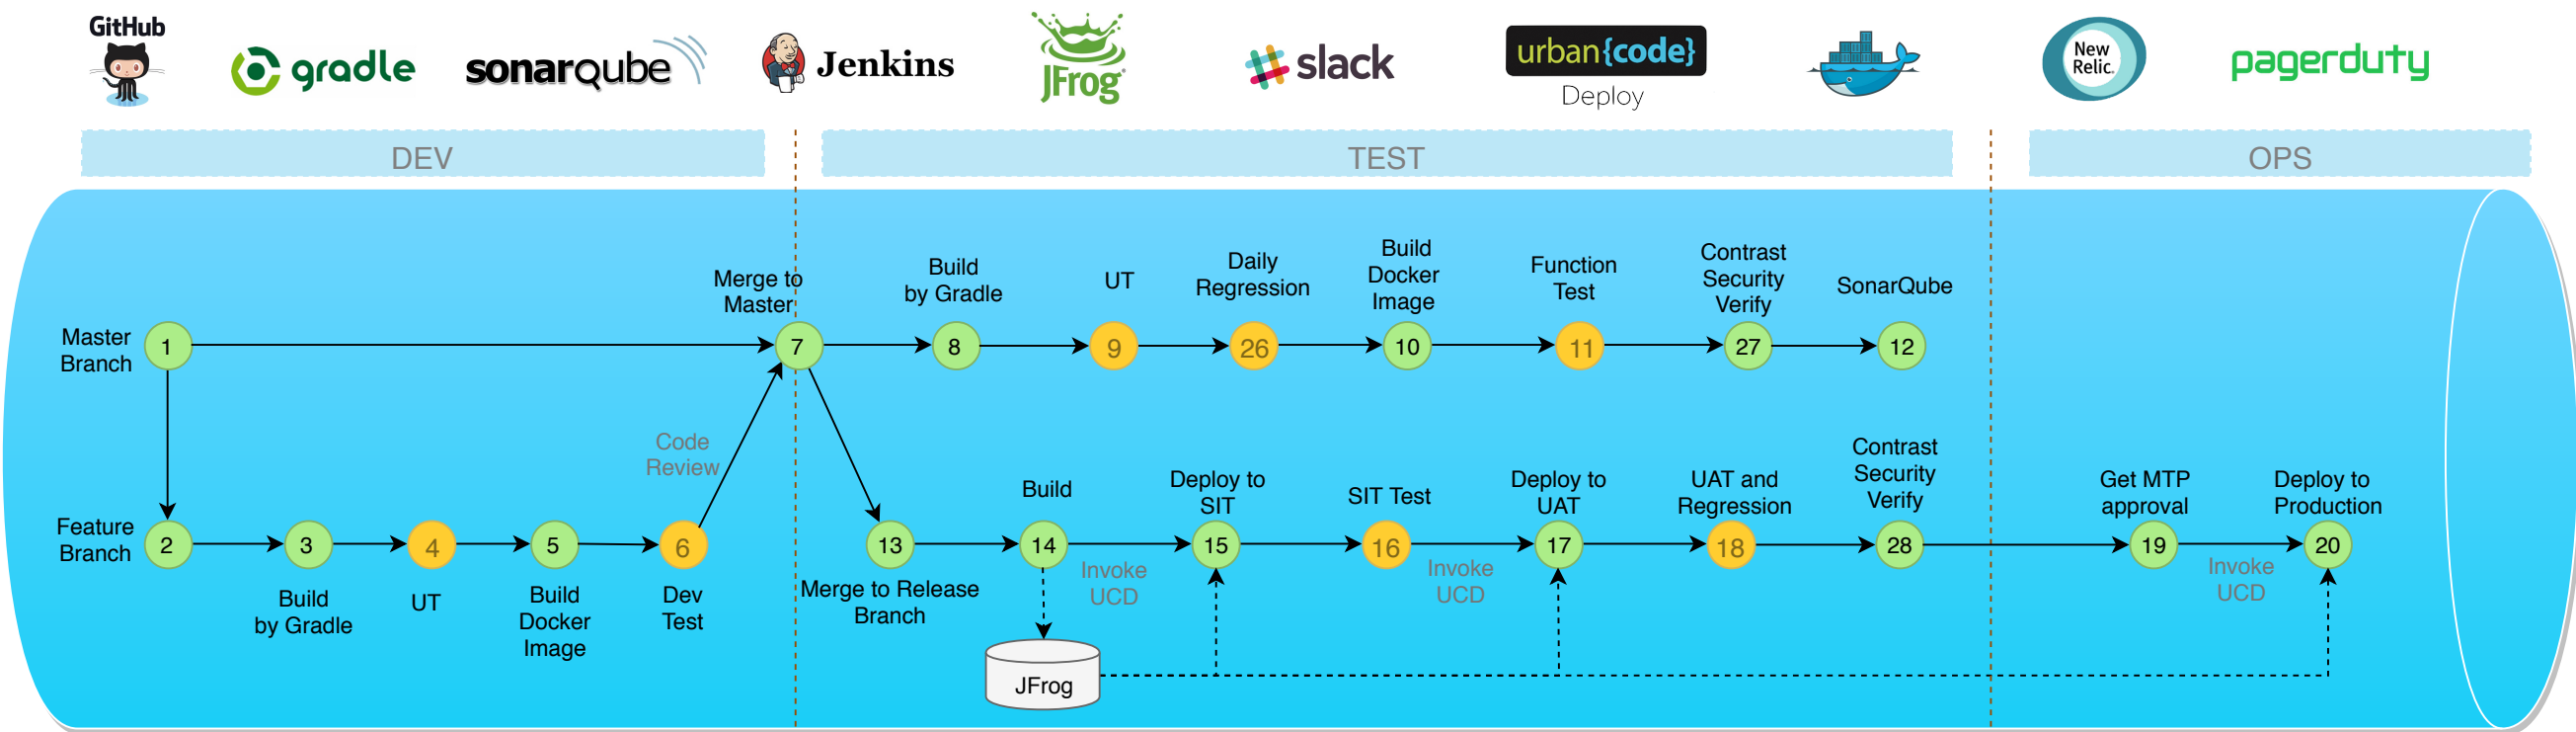 GitHub
gradle
sonarqube
Jenkins
JFrog
slack
urban{code}
Deploy
New
Relic.
pagerduty
DEV
TEST
OPS
Master
Branch
1
Merge to
Master
7
Build
by Gradle
8
UT
9
Daily
Regression
26
Build
Docker
Image
10
Function
Test
11
Contrast
Security
Verify
27
SonarQube
12
Code
Review
Feature
Branch
2
3
Build
by Gradle
4
UT
5
Build
Docker
Image
6
Dev
Test
13
Merge to Release
Branch
Build
14
Invoke
UCD
Deploy to
SIT
15
SIT Test
16
Invoke
UCD
Deploy to
UAT
17
UAT and
Regression
18
Contrast
Security
Verify
28
Get MTP
approval
19
Invoke
UCD
Deploy to
Production
20
JFrog